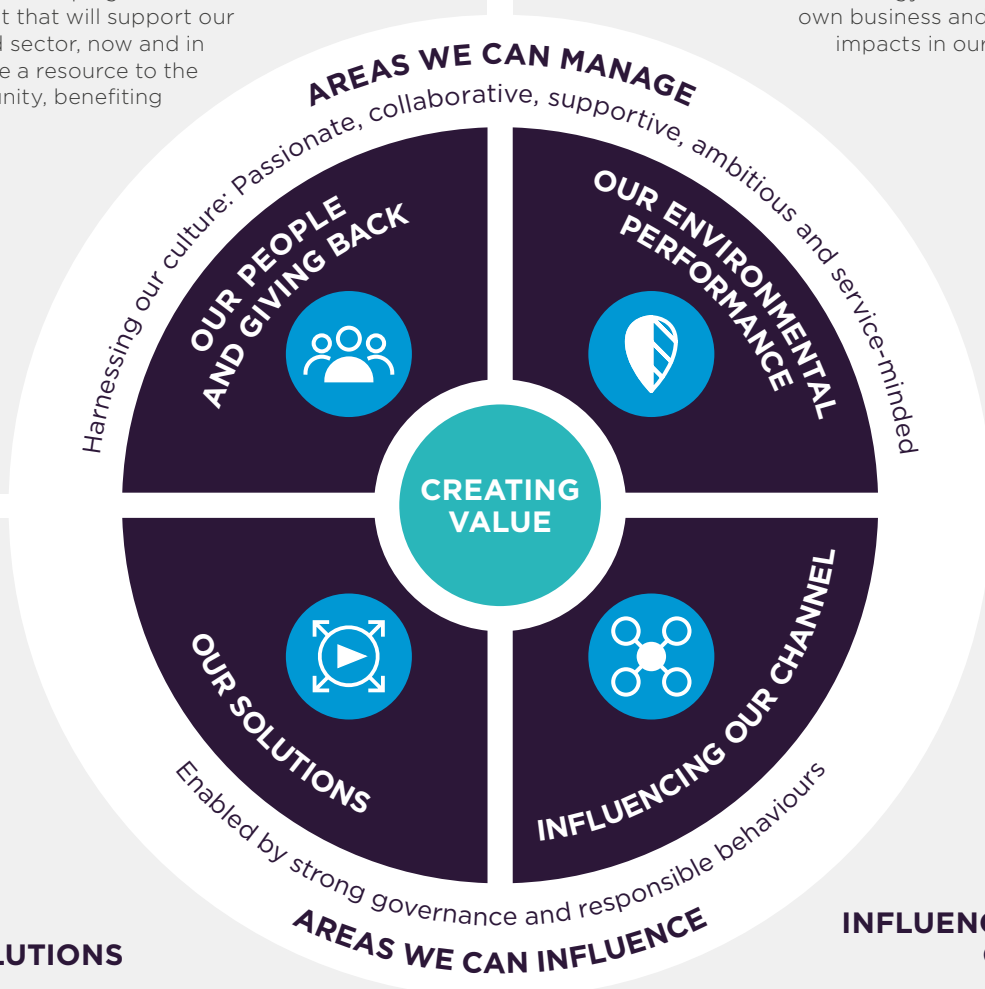 t that will support our
sector, now and in
e a resource to the
unity, benefiting
own business and
impacts in our
AREAS WE CAN MANAGE
Harnessing our culture: Passionate, collaborative, supportive, ambitious and service-minded
OUR PEOPLE
AND GIVING BACK
OUR ENVIRONMENTAL
PERFORMANCE
CREATING
VALUE
OUR SOLUTIONS
INFLUENCING OUR CHANNEL
Enabled by strong governance and responsible behaviours
AREAS WE CAN INFLUENCE
LUTIONS
INFLUENC